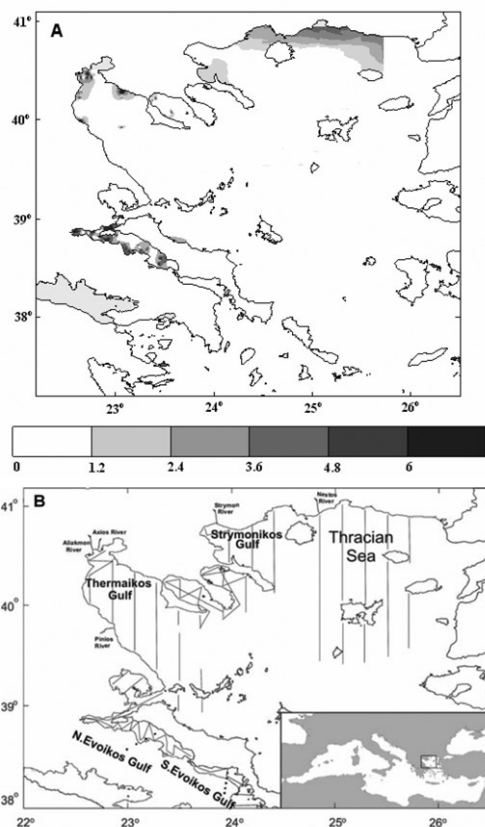 A
41°
40°
39°
38°
23°
24°
25°
26°
0
1.2
2.4
3.6
4.8
6
B
41°
40°
39°
38°
Strymon
River
Nestos
River
Axios River
Aliakmon
River
Strymonikos
Gulf
Thracian
Sea
Thermaikos
Gulf
Pinios
River
N.Evoikos Gulf
S.Evoikos Gulf
22°
23°
24°
25°
26°